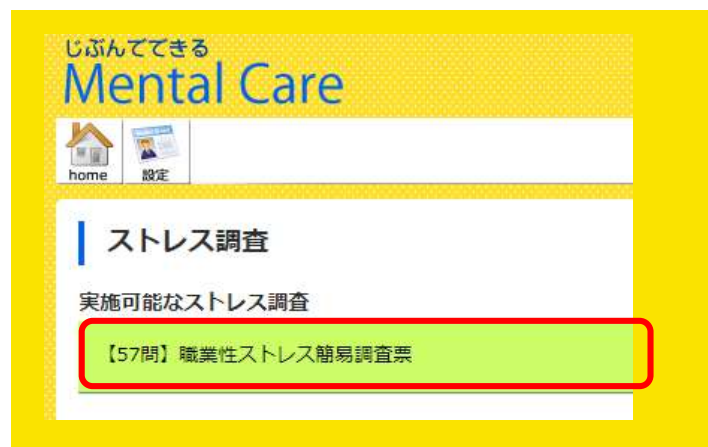 じぶんでできる
Mental Care
home 設定
ストレス調査
実施可能なストレス調査
【57問】職業性ストレス簡易調査票